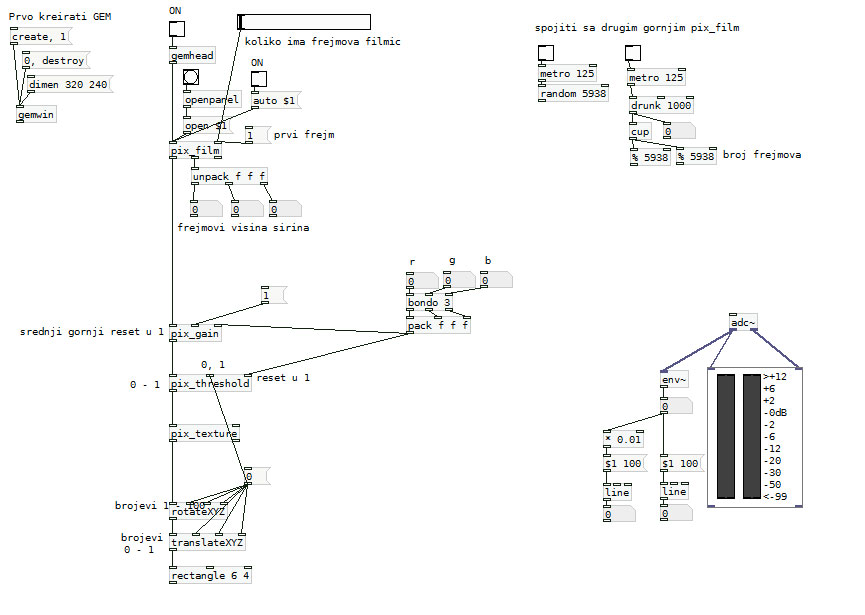 Prvo kreirati GEM
create, 1
0, destroy
dimen 320 240
gemwin
ON
gemhead
koliko ima frejmova filmic
ON
openpanel
auto $1
open $1
1
prvi frejm
pix_film
unpack f f f
0
0
0
frejmovi visina sirina
spojiti sa drugim gornjim pix_film
metro 125
random 5938
metro 125
drunk 1000
cup
0
% 5938
% 5938
broj frejmova
r
g
b
0
0
0
bondo 3
pack f f f
1
srednji gornji reset u 1
pix_gain
0, 1
reset u 1
0 - 1
pix_threshold
pix_texture
0
brojevi 1 - 100
rotateXYZ
brojevi
0 - 1
translateXYZ
rectangle 6 4
adc~
env~
0
* 0.01
$1 100
$1 100
line
line
0
0
>+12
+6
+2
-0dB
-2
-6
-12
-20
-30
-50
<-99